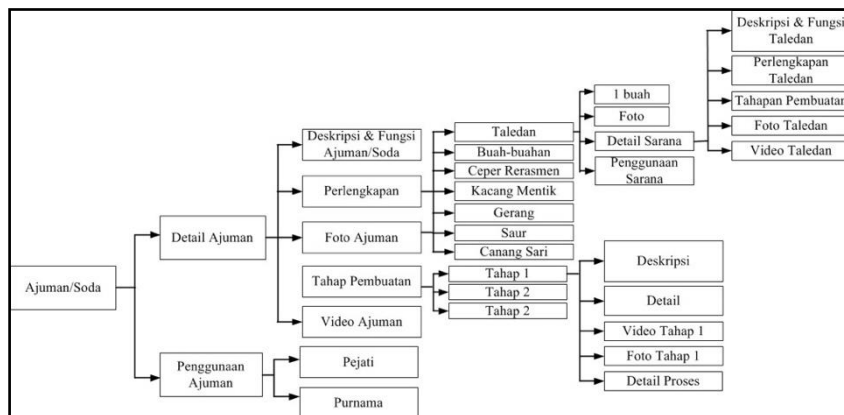 Ajuman/Soda
Detail Ajuman
Penggunaan
Ajuman
Deskripsi & Fungsi
Ajuman/Soda
Perlengkapan
Foto Ajuman
Tahap Pembuatan
Video Ajuman
Pejati
Purnama
Taledan
Buah-buahan
Ceper Rerasmen
Kacang Mentik
Gerang
Saur
Canang Sari
Tahap 1
Tahap 2
Tahap 2
1 buah
Foto
Detail Sarana
Penggunaan
Sarana
Deskripsi
Detail
Video Tahap 1
Foto Tahap 1
Detail Proses
Deskripsi & Fungsi
Taledan
Perlengkapan
Taledan
Tahapan Pembuatan
Foto Taledan
Video Taledan